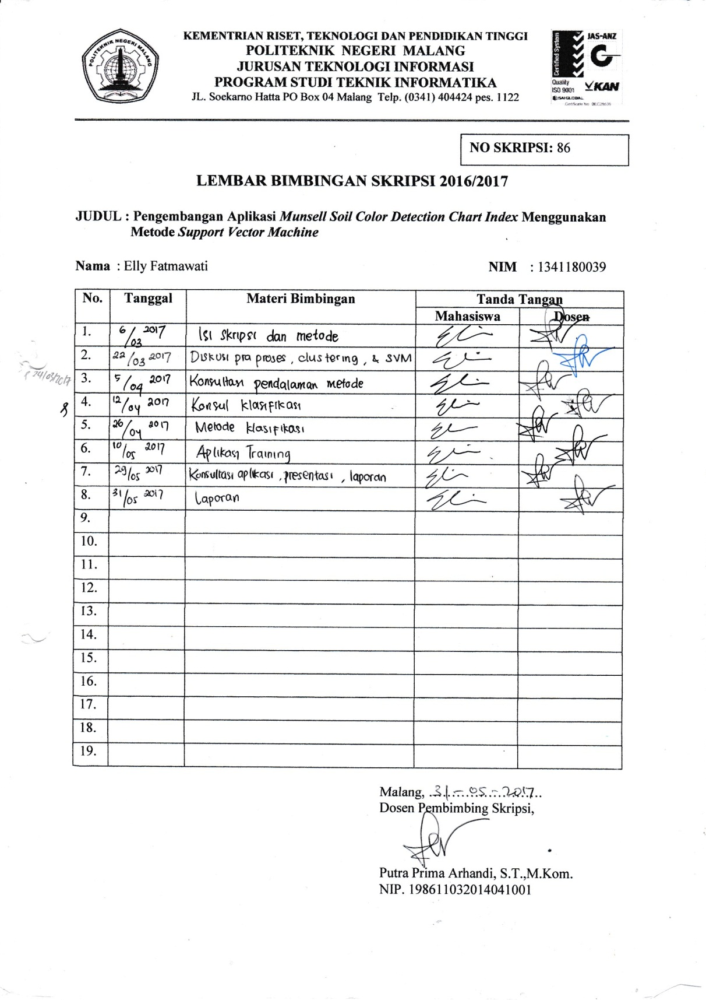 POLITEKNIK NEGERI MALANG
KEMENTRIAN RISET, TEKNOLOGI DAN PENDIDIKAN TINGGI
POLITEKNIK NEGERI MALANG
JURUSAN TEKNOLOGI INFORMASI
PROGRAM STUDI TEKNIK INFORMATIKA
JL. Soekarno Hatta PO Box 04 Malang Telp. (0341) 404424 pes. 1122
Certified System
JAS-ANZ
Quality
ISO 9001
KAN
SAI GLOBAL
NO SKRIPSI: 86
LEMBAR BIMBINGAN SKRIPSI 2016/2017
JUDUL : Pengembangan Aplikasi Munsell Soil Color Detection Chart Index Menggunakan
Metode Support Vector Machine
Nama : Elly Fatmawati NIM : 1341180039
No. Tanggal Materi Bimbingan Tanda Tangan
Mahasiswa Dosen
1. 6/03 2017 Isi skripsi dan metode
2. 22/03 2017 Diskusi pra proses, clustering, & SVM
24/03/2017
3. 5/04 2017 Konsultasi pendalaman metode
4. 12/04 2017 Konsul klasifikasi
5. 26/04 2017 Metode klasifikasi
6. 10/05 2017 Aplikasi Training
7. 29/05 2017 Konsultasi aplikasi, presentasi, laporan
8. 31/05 2017 Laporan
9.
10.
11.
12.
13.
14.
15.
16.
17.
18.
19.
Malang, 31 - 05 - 2017
Dosen Pembimbing Skripsi,
Putra Prima Arhandi, S.T.,M.Kom.
NIP. 198611032014041001